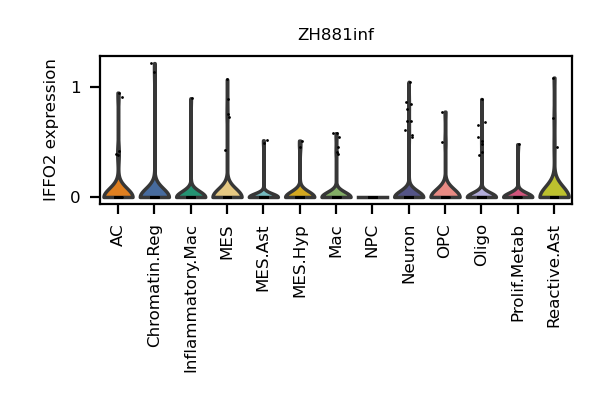 ZH881inf
IFFO2 expression
1
0
AC
Chromatin.Reg
Inflammatory.Mac
MES
MES.Ast
MES.Hyp
Mac
NPC
Neuron
OPC
Oligo
Prolif.Metab
Reactive.Ast